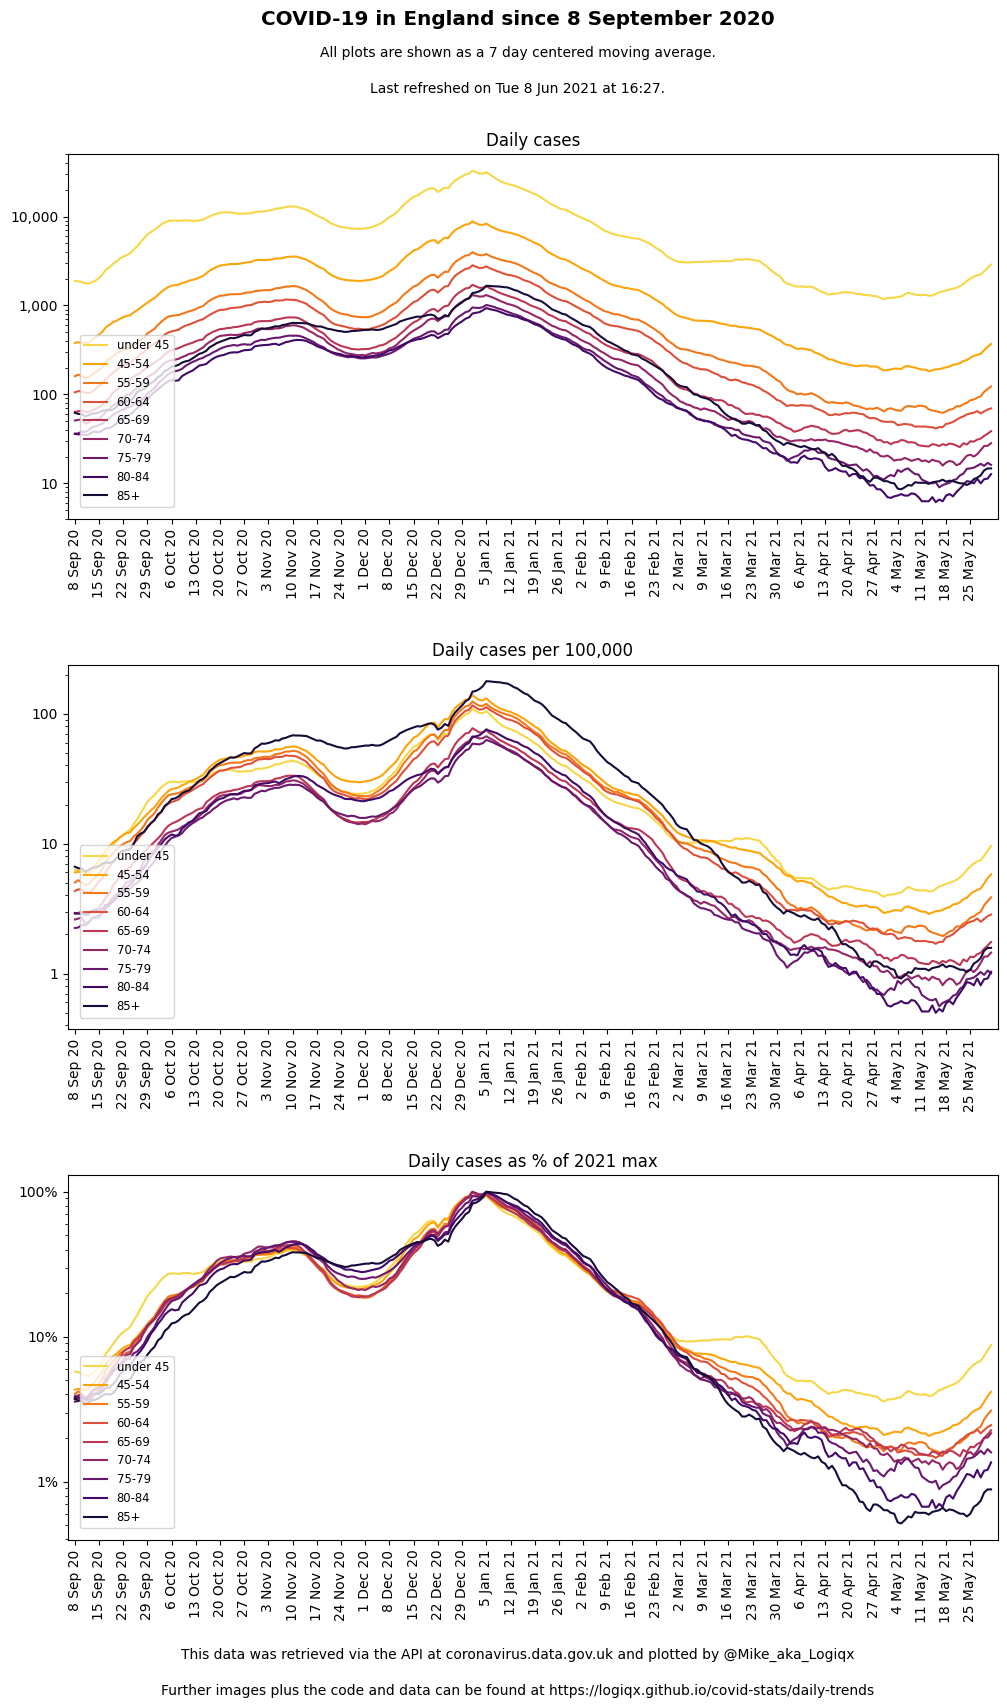 COVID-19 in England since 8 September 2020
All plots are shown as a 7 day centered moving average.
Last refreshed on Tue 8 Jun 2021 at 16:27.
Daily cases
10,000
1,000
100
10
under 45
45-54
55-59
60-64
65-69
70-74
75-79
80-84
85+
8 Sep 20
15 Sep 20
22 Sep 20
29 Sep 20
6 Oct 20
13 Oct 20
20 Oct 20
27 Oct 20
3 Nov 20
10 Nov 20
17 Nov 20
24 Nov 20
1 Dec 20
8 Dec 20
15 Dec 20
22 Dec 20
29 Dec 20
5 Jan 21
12 Jan 21
19 Jan 21
26 Jan 21
2 Feb 21
9 Feb 21
16 Feb 21
23 Feb 21
2 Mar 21
9 Mar 21
16 Mar 21
23 Mar 21
30 Mar 21
6 Apr 21
13 Apr 21
20 Apr 21
27 Apr 21
4 May 21
11 May 21
18 May 21
25 May 21
Daily cases per 100,000
100
10
1
under 45
45-54
55-59
60-64
65-69
70-74
75-79
80-84
85+
8 Sep 20
15 Sep 20
22 Sep 20
29 Sep 20
6 Oct 20
13 Oct 20
20 Oct 20
27 Oct 20
3 Nov 20
10 Nov 20
17 Nov 20
24 Nov 20
1 Dec 20
8 Dec 20
15 Dec 20
22 Dec 20
29 Dec 20
5 Jan 21
12 Jan 21
19 Jan 21
26 Jan 21
2 Feb 21
9 Feb 21
16 Feb 21
23 Feb 21
2 Mar 21
9 Mar 21
16 Mar 21
23 Mar 21
30 Mar 21
6 Apr 21
13 Apr 21
20 Apr 21
27 Apr 21
4 May 21
11 May 21
18 May 21
25 May 21
Daily cases as % of 2021 max
100%
10%
1%
under 45
45-54
55-59
60-64
65-69
70-74
75-79
80-84
85+
8 Sep 20
15 Sep 20
22 Sep 20
29 Sep 20
6 Oct 20
13 Oct 20
20 Oct 20
27 Oct 20
3 Nov 20
10 Nov 20
17 Nov 20
24 Nov 20
1 Dec 20
8 Dec 20
15 Dec 20
22 Dec 20
29 Dec 20
5 Jan 21
12 Jan 21
19 Jan 21
26 Jan 21
2 Feb 21
9 Feb 21
16 Feb 21
23 Feb 21
2 Mar 21
9 Mar 21
16 Mar 21
23 Mar 21
30 Mar 21
6 Apr 21
13 Apr 21
20 Apr 21
27 Apr 21
4 May 21
11 May 21
18 May 21
25 May 21
This data was retrieved via the API at coronavirus.data.gov.uk and plotted by @Mike_aka_Logiqx
Further images plus the code and data can be found at https://logiqx.github.io/covid-stats/daily-trends